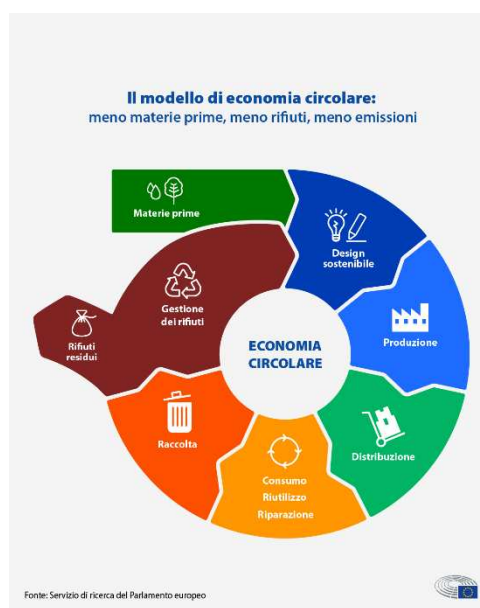 Il modello di economia circolare:
meno materie prime, meno rifiuti, meno emissioni
Materie prime
Design
sostenibile
Produzione
Distribuzione
Consumo
Riutilizzo
Riparazione
Raccolta
Gestione
dei rifiuti
Rifiuti
residui
ECONOMIA
CIRCOLARE
Fonte: Servizio di ricerca del Parlamento europeo